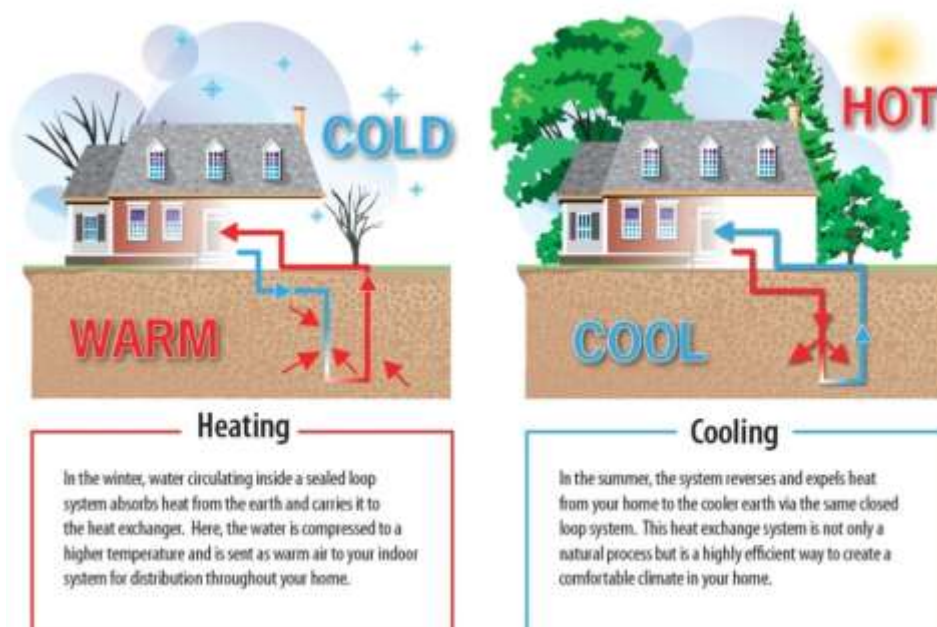 COLD
WARM
Heating
In the winter, water circulating inside a sealed loop
system absorbs heat from the earth and carries it to
the heat exchanger. Here, the water is compressed to a
higher temperature and is sent as warm air to your indoor
system for distribution throughout your home.
HOT
COOL
Cooling
In the summer, the system reverses and expels heat
from your home to the cooler earth via the same closed
loop system. This heat exchange system is not only a
natural process but is a highly efficient way to create a
comfortable climate in your home.